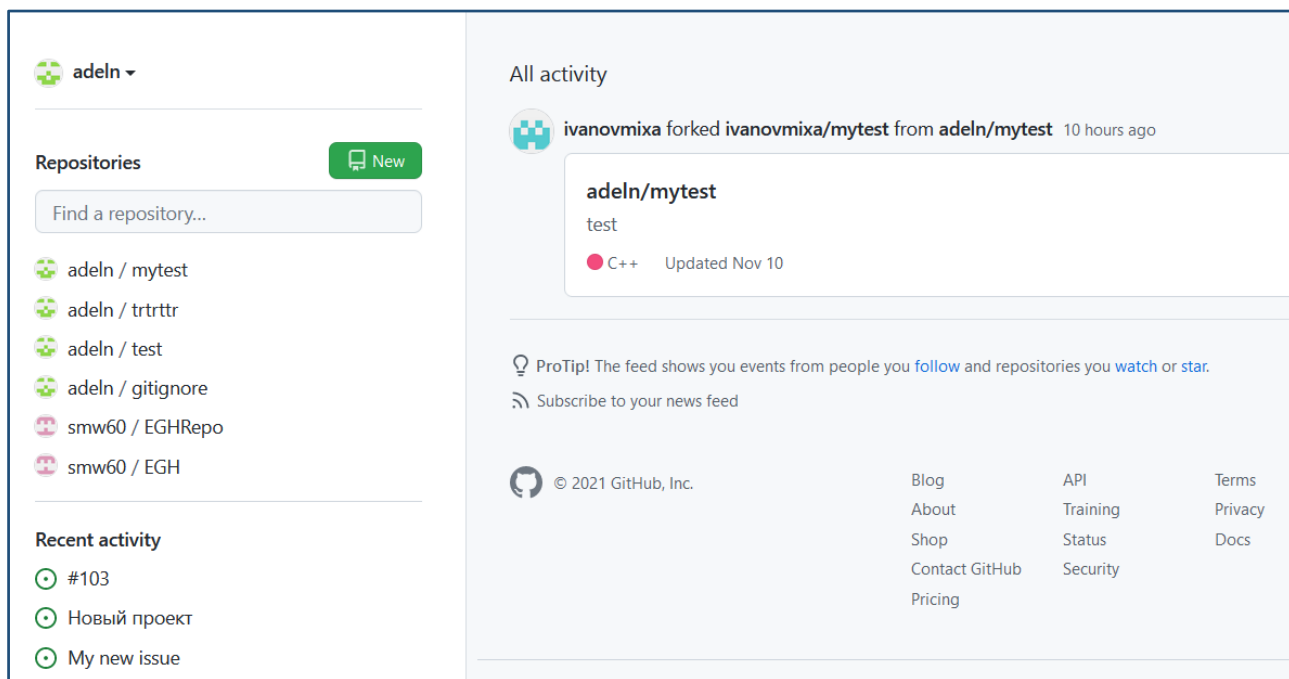 adeln
Repositories
New
Find a repository...
adeln / mytest
adeln / trtrttr
adeln / test
adeln / gitignore
smw60 / EGHRepo
smw60 / EGH
Recent activity
#103
Новый проект
My new issue
All activity
ivanovmixa forked ivanovmixa/mytest from adeln/mytest 10 hours ago
adeln/mytest
test
C++ Updated Nov 10
ProTip! The feed shows you events from people you follow and repositories you watch or star.
Subscribe to your news feed
© 2021 GitHub, Inc.
Blog
About
Shop
Contact GitHub
Pricing
API
Training
Status
Security
Terms
Privacy
Docs